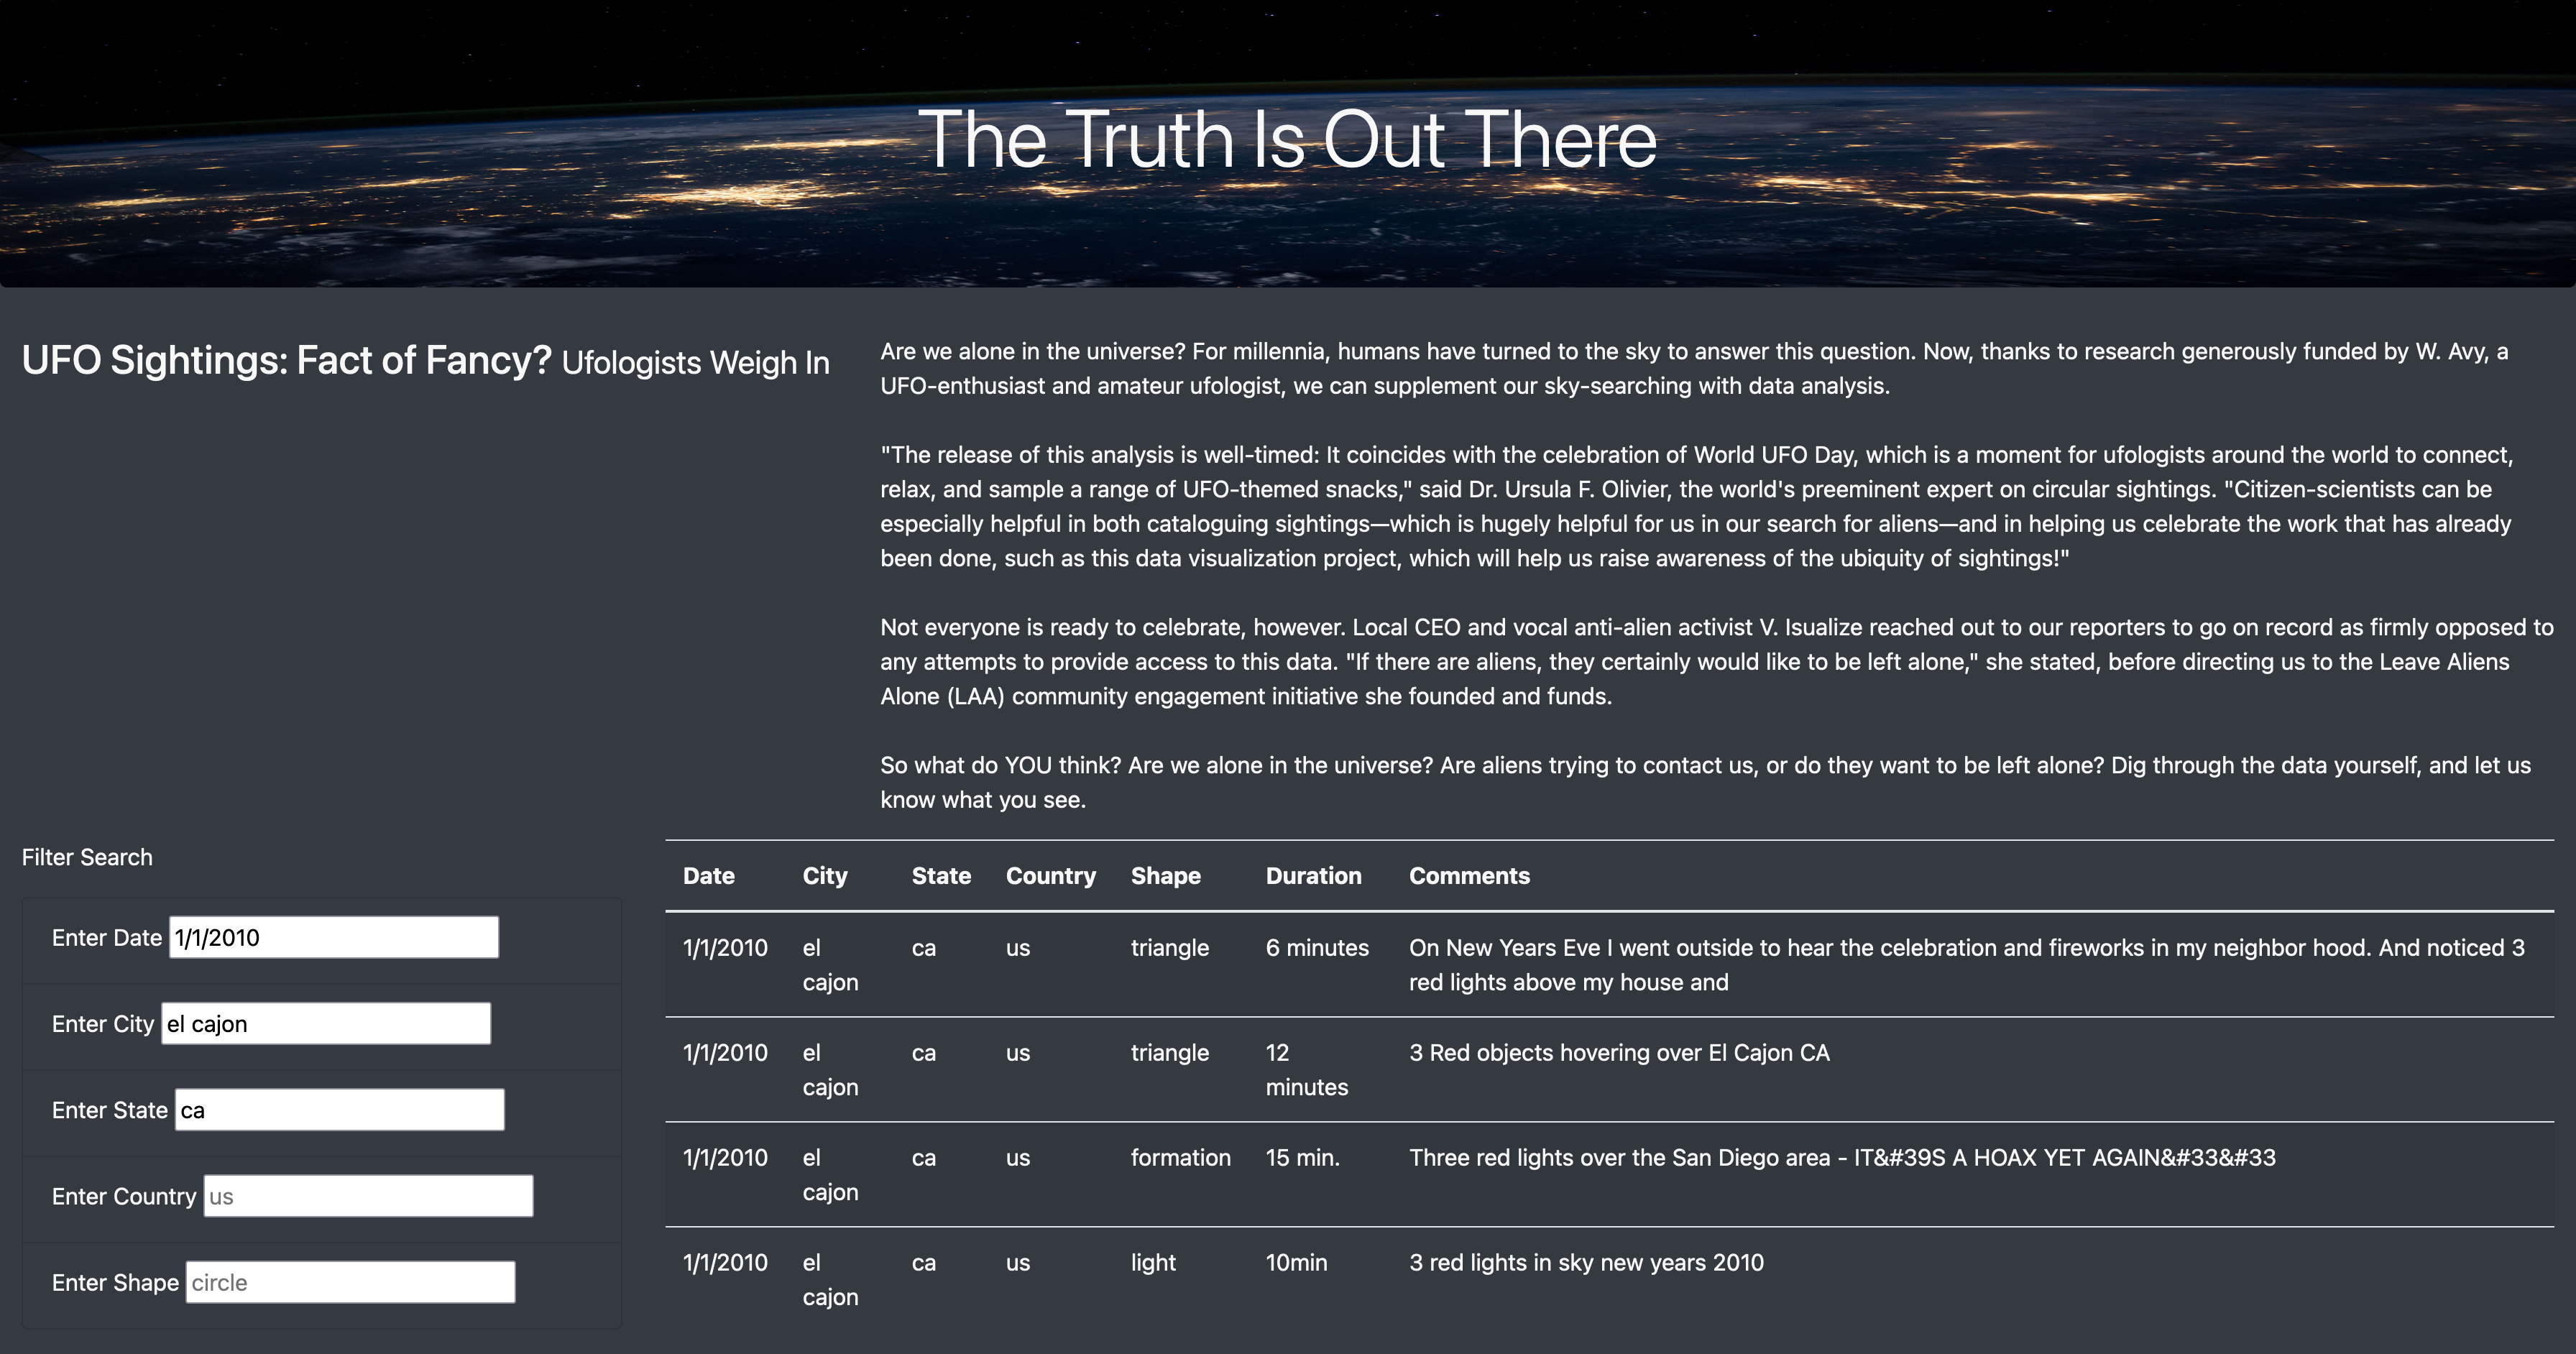 The Truth Is Out There
UFO Sightings: Fact of Fancy? Ufologists Weigh In
Are we alone in the universe? For millennia, humans have turned to the sky to answer this question. Now, thanks to research generously funded by W. Avy, a
UFO-enthusiast and amateur ufologist, we can supplement our sky-searching with data analysis.
"The release of this analysis is well-timed: It coincides with the celebration of World UFO Day, which is a moment for ufologists around the world to connect,
relax, and sample a range of UFO-themed snacks," said Dr. Ursula F. Olivier, the world's preeminent expert on circular sightings. "Citizen-scientists can be
especially helpful in both cataloguing sightings—which is hugely helpful for us in our search for aliens—and in helping us celebrate the work that has already
been done, such as this data visualization project, which will help us raise awareness of the ubiquity of sightings!"
Not everyone is ready to celebrate, however. Local CEO and vocal anti-alien activist V. Isualize reached out to our reporters to go on record as firmly opposed to
any attempts to provide access to this data. "If there are aliens, they certainly would like to be left alone," she stated, before directing us to the Leave Aliens
Alone (LAA) community engagement initiative she founded and funds.
So what do YOU think? Are we alone in the universe? Are aliens trying to contact us, or do they want to be left alone? Dig through the data yourself, and let us
know what you see.
Filter Search
Enter Date 1/1/2010
Enter City el cajon
Enter State ca
Enter Country us
Enter Shape circle
Date City State Country Shape Duration Comments
1/1/2010 el ca us triangle 6 minutes On New Years Eve I went outside to hear the celebration and fireworks in my neighbor hood. And noticed 3
cajon red lights above my house and
1/1/2010 el ca us triangle 12 3 Red objects hovering over El Cajon CA
cajon minutes
1/1/2010 el ca us formation 15 min. Three red lights over the San Diego area - IT&#39S A HOAX YET AGAIN&#33&#33
cajon
1/1/2010 el ca us light 10min 3 red lights in sky new years 2010
cajon